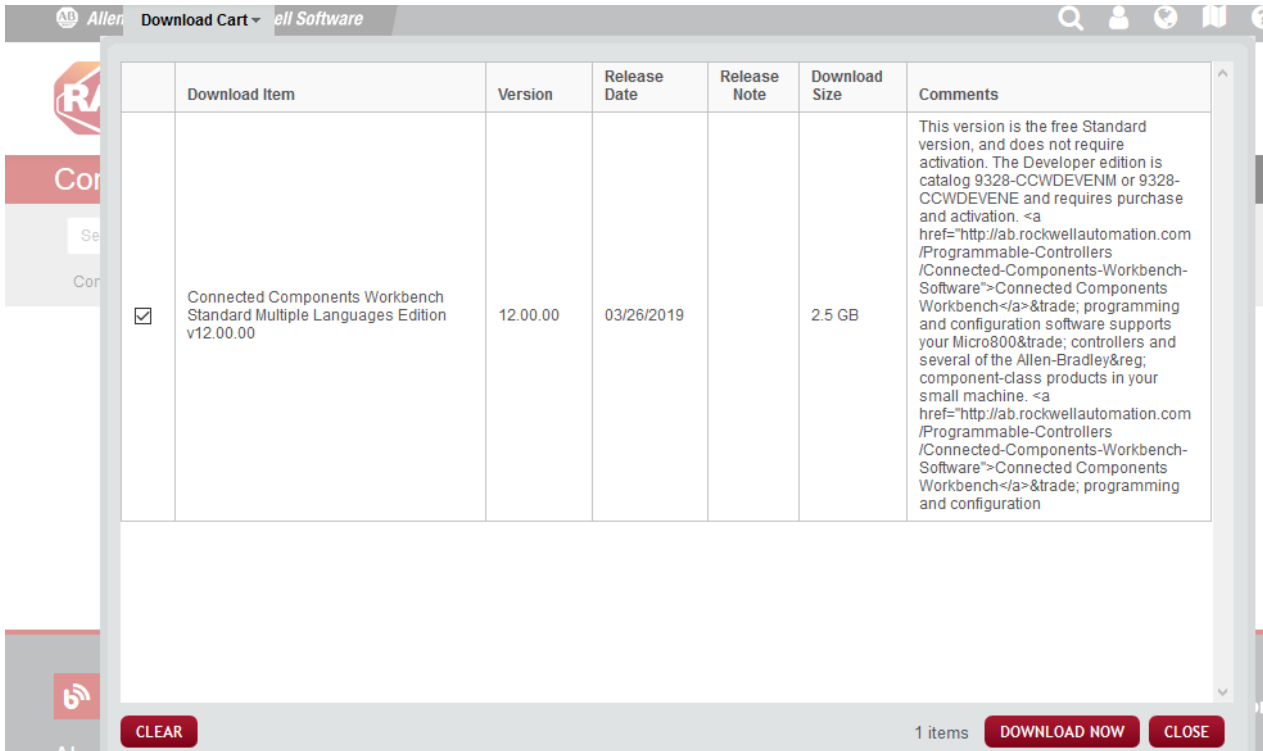 AB Allen
Download Cart
ell Software
RA
Cor
Se
Cor
Download Item
Version
Release
Date
Release
Note
Download
Size
Comments
Connected Components Workbench
Standard Multiple Languages Edition
v12.00.00
12.00.00
03/26/2019
2.5 GB
This version is the free Standard
version, and does not require
activation. The Developer edition is
catalog 9328-CCWDEVENM or 9328-
CCWDEVENE and requires purchase
and activation. <a
href="http://ab.rockwellautomation.com
/Programmable-Controllers
/Connected-Components-Workbench-
Software">Connected Components
Workbench</a>&trade; programming
and configuration software supports
your Micro800&trade; controllers and
several of the Allen-Bradley&reg;
component-class products in your
small machine. <a
href="http://ab.rockwellautomation.com
/Programmable-Controllers
/Connected-Components-Workbench-
Software">Connected Components
Workbench</a>&trade; programming
and configuration
CLEAR
1 items
DOWNLOAD NOW
CLOSE